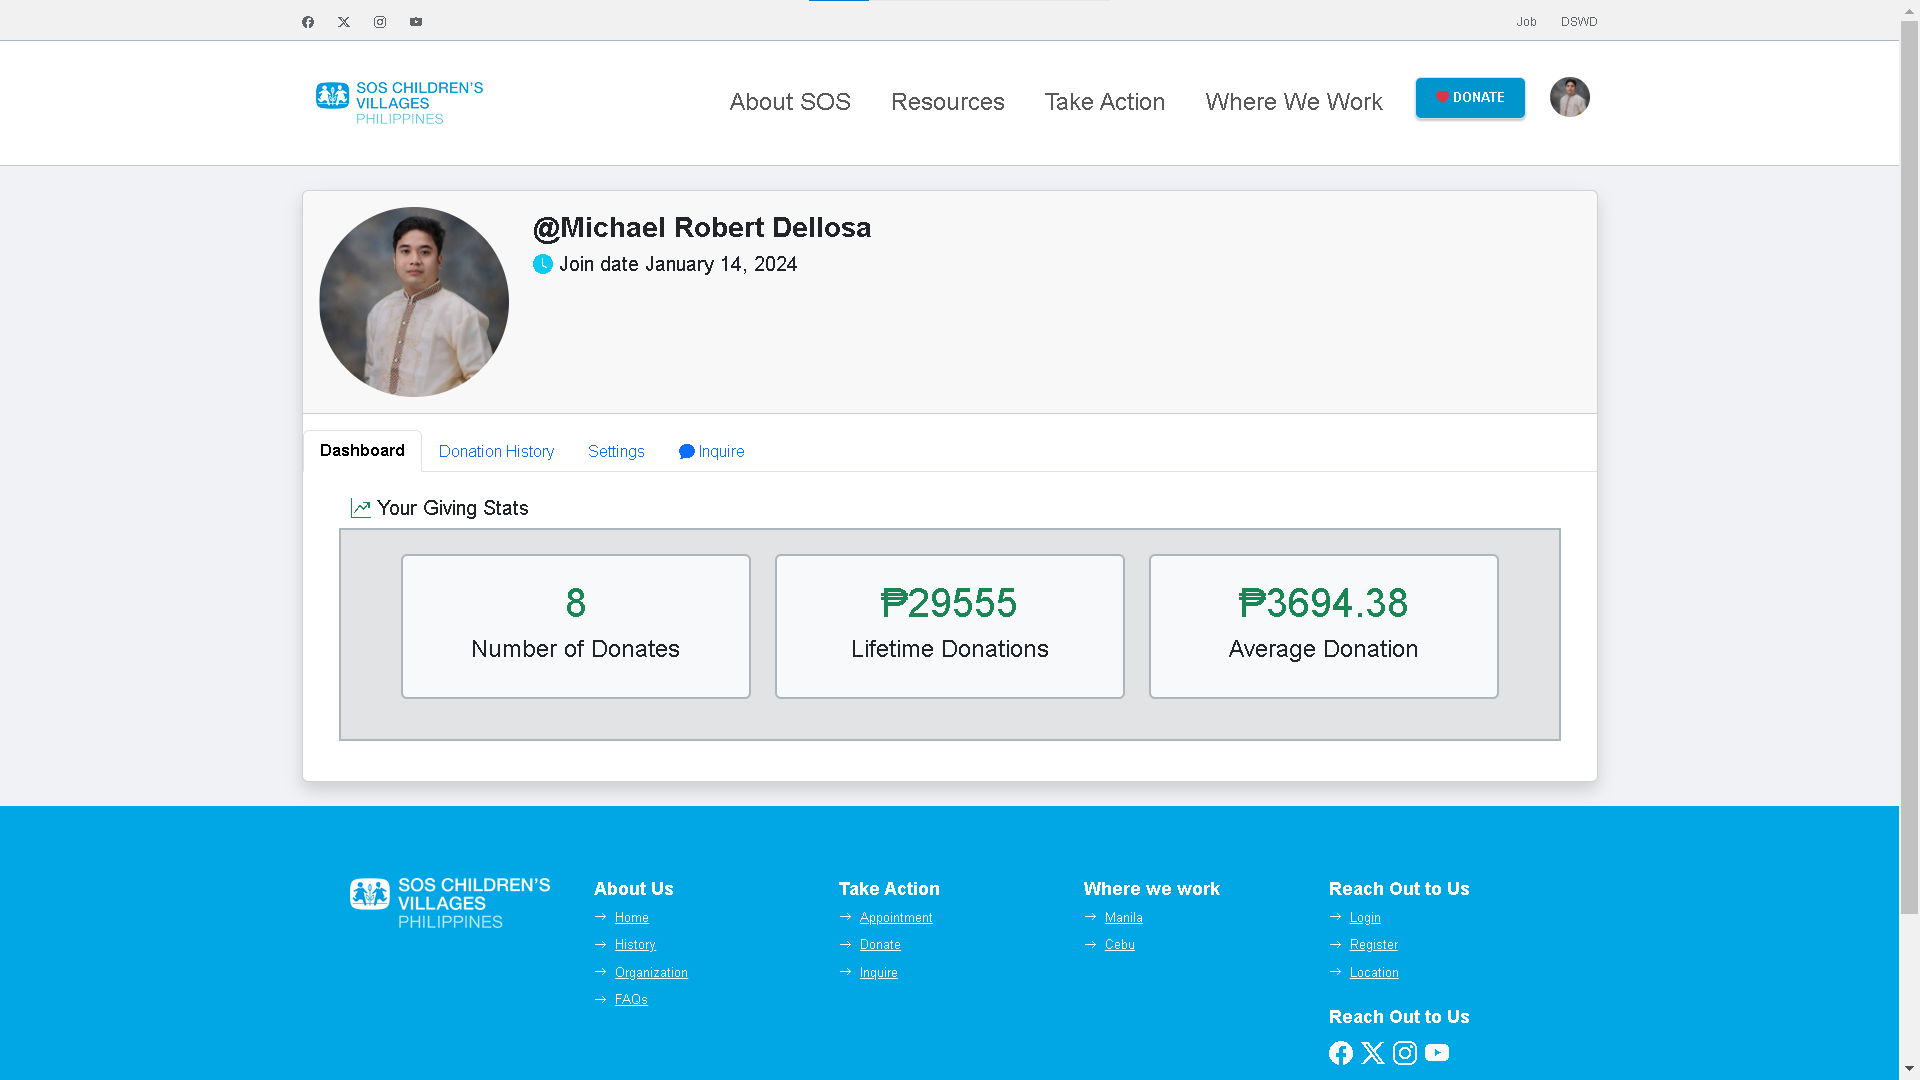 Job DSWD
SOS CHILDREN'S
VILLAGES
PHILIPPINES
About SOS Resources Take Action Where We Work DONATE
@Michael Robert Dellosa
Join date January 14, 2024
Dashboard Donation History Settings Inquire
Your Giving Stats
8
Number of Donates
₱29555
Lifetime Donations
₱3694.38
Average Donation
SOS CHILDREN'S
VILLAGES
PHILIPPINES
About Us
Home
History
Organization
FAQs
Take Action
Appointment
Donate
Inquire
Where we work
Manila
Cebu
Reach Out to Us
Login
Register
Location
Reach Out to Us